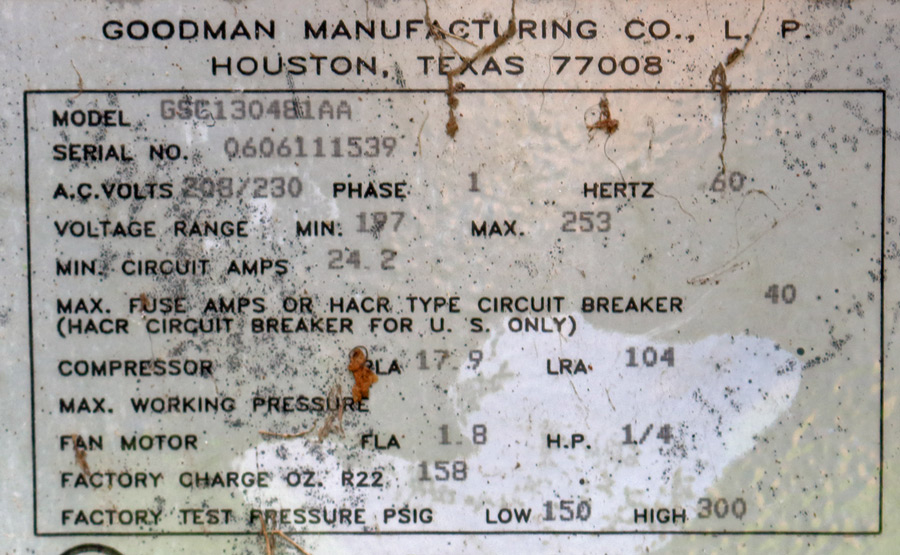 GOODMAN MANUFACTURING CO., L. P.
HOUSTON, TEXAS 77008
MODEL GSC130481AA
SERIAL NO. 0606111539
A.C.VOLTS 208/230 PHASE 1 HERTZ 60
VOLTAGE RANGE MIN. 197 MAX. 253
MIN. CIRCUIT AMPS 24.2
MAX. FUSE AMPS OR HACR TYPE CIRCUIT BREAKER 40
(HACR CIRCUIT BREAKER FOR U. S. ONLY)
COMPRESSOR RLA 17.9 LRA 104
MAX. WORKING PRESSURE
FAN MOTOR FLA 1.8 H.P. 1/4
FACTORY CHARGE OZ. R22 158
FACTORY TEST PRESSURE PSIG LOW 150 HIGH 300